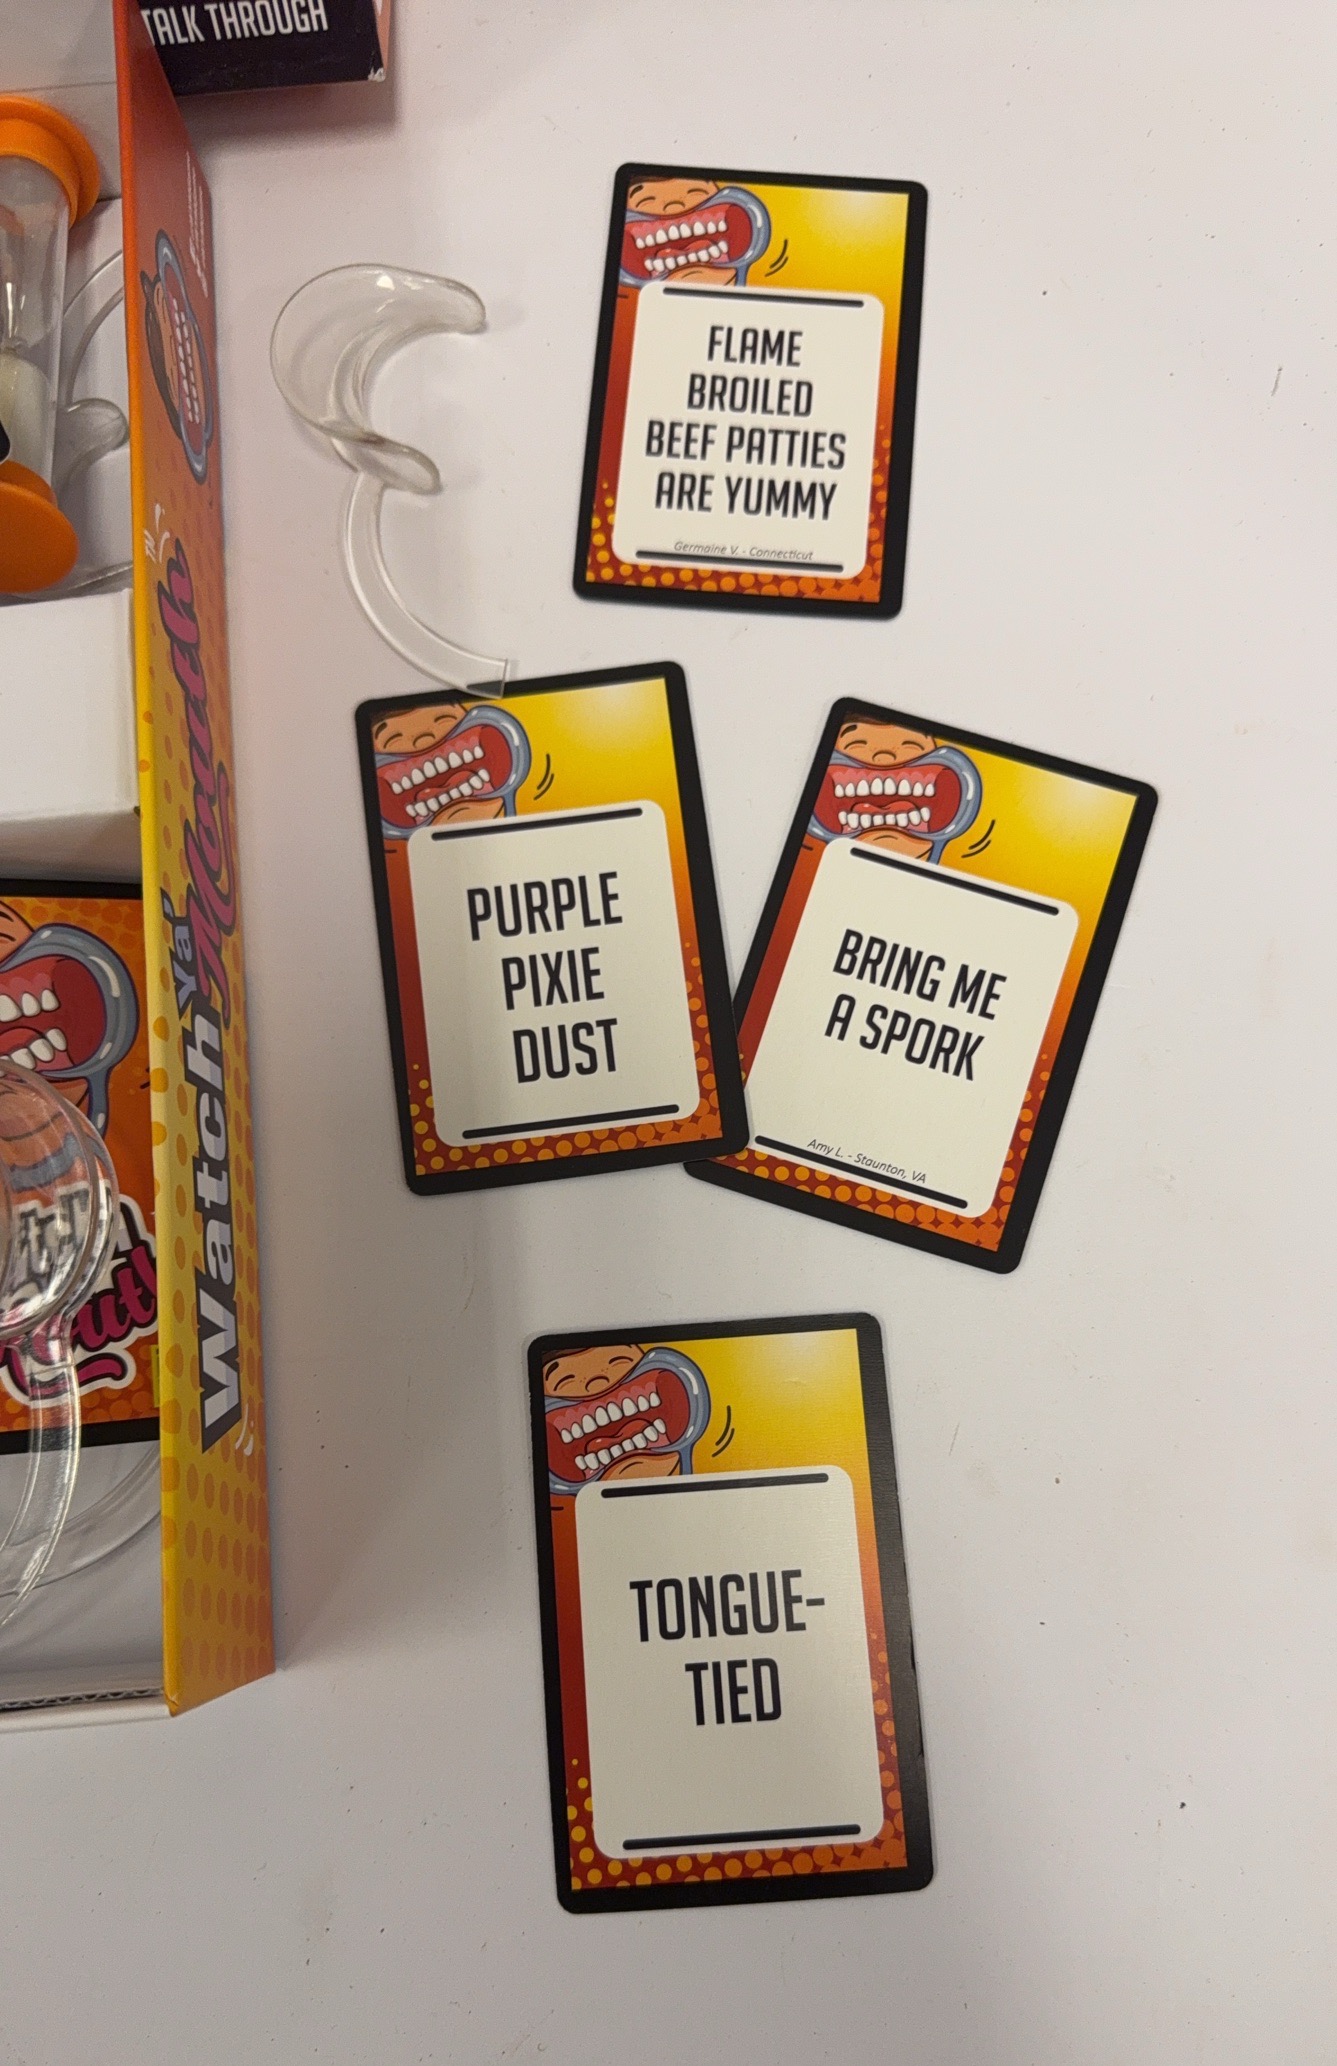 TALK THROUGH
Watch Ya' Mouth
FLAME
BROILED
BEEF PATTIES
ARE YUMMY
Germaine V. - Connecticut
PURPLE
PIXIE
DUST
BRING ME
A SPORK
Amy L. - Staunton, VA
TONGUE-
TIED